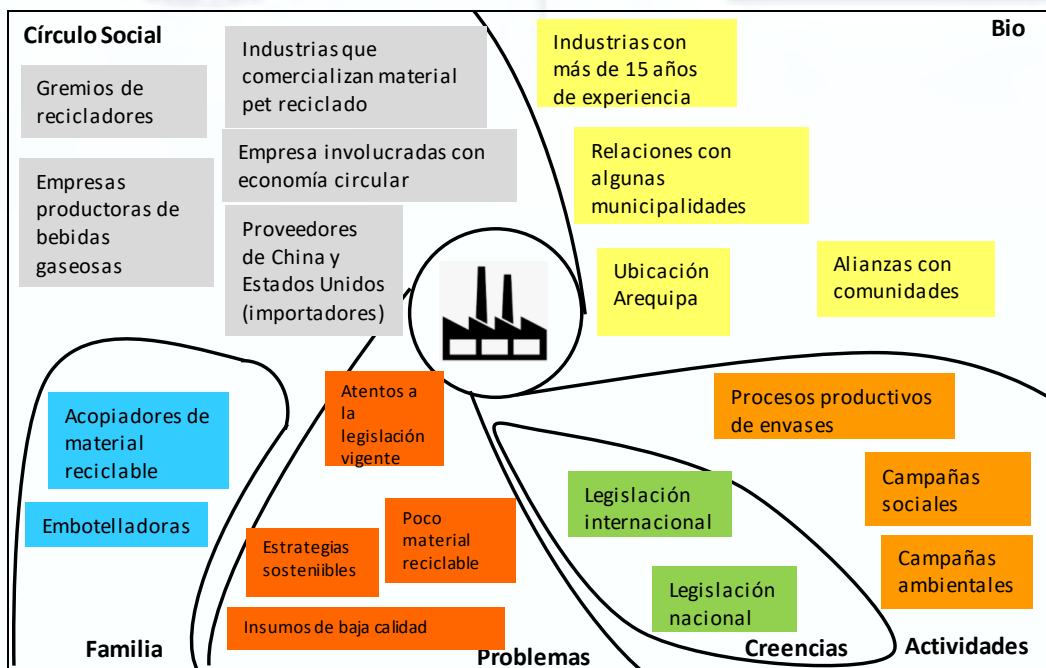 Círculo Social
Gremios de
recicladores
Industrias que
comercializan material
pet reciclado
Empresa involucradas con
economía circular
Empresas
productoras de
bebidas
gaseosas
Proveedores
de China y
Estados Unidos
(importadores)
Bio
Industrias con
más de 15 años
de experiencia
Relaciones con
algunas
municipalidades
Ubicación
Arequipa
Alianzas con
comunidades
Acopiadores de
material
reciclable
Embotelladoras
Familia
Atentos a
la
legislación
vigente
Poco
material
reciclable
Estrategias
sosteniibles
Insumos de baja calidad
Problemas
Legislación
internacional
Legislación
nacional
Creencias
Procesos productivos
de envases
Campañas
sociales
Campañas
ambientales
Actividades